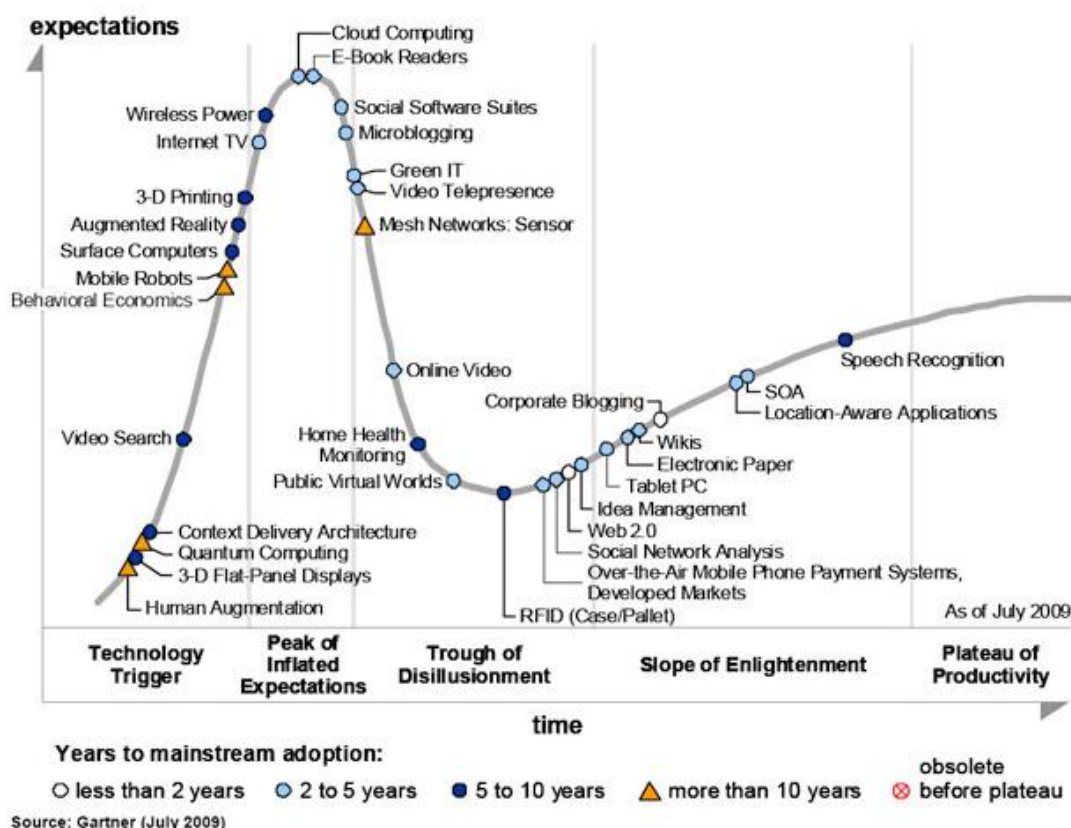 expectations
Cloud Computing
E-Book Readers
Wireless Power
Social Software Suites
Internet TV
Microblogging
Green IT
3-D Printing
Video Telepresence
Augmented Reality
Mesh Networks: Sensor
Surface Computers
Mobile Robots
Behavioral Economics
Speech Recognition
Online Video
SOA
Corporate Blogging
Location-Aware Applications
Video Search
Home Health
Monitoring
Wikis
Electronic Paper
Public Virtual Worlds
Tablet PC
Idea Management
Context Delivery Architecture
Web 2.0
Quantum Computing
Social Network Analysis
3-D Flat-Panel Displays
Over-the-Air Mobile Phone Payment Systems,
Developed Markets
Human Augmentation
RFID (Case/Pallet)
As of July 2009
Technology
Trigger
Peak of
Inflated
Expectations
Trough of
Disillusionment
Slope of Enlightenment
Plateau of
Productivity
time
Years to mainstream adoption:
less than 2 years
2 to 5 years
5 to 10 years
more than 10 years
obsolete
before plateau
Source: Gartner (July 2009)